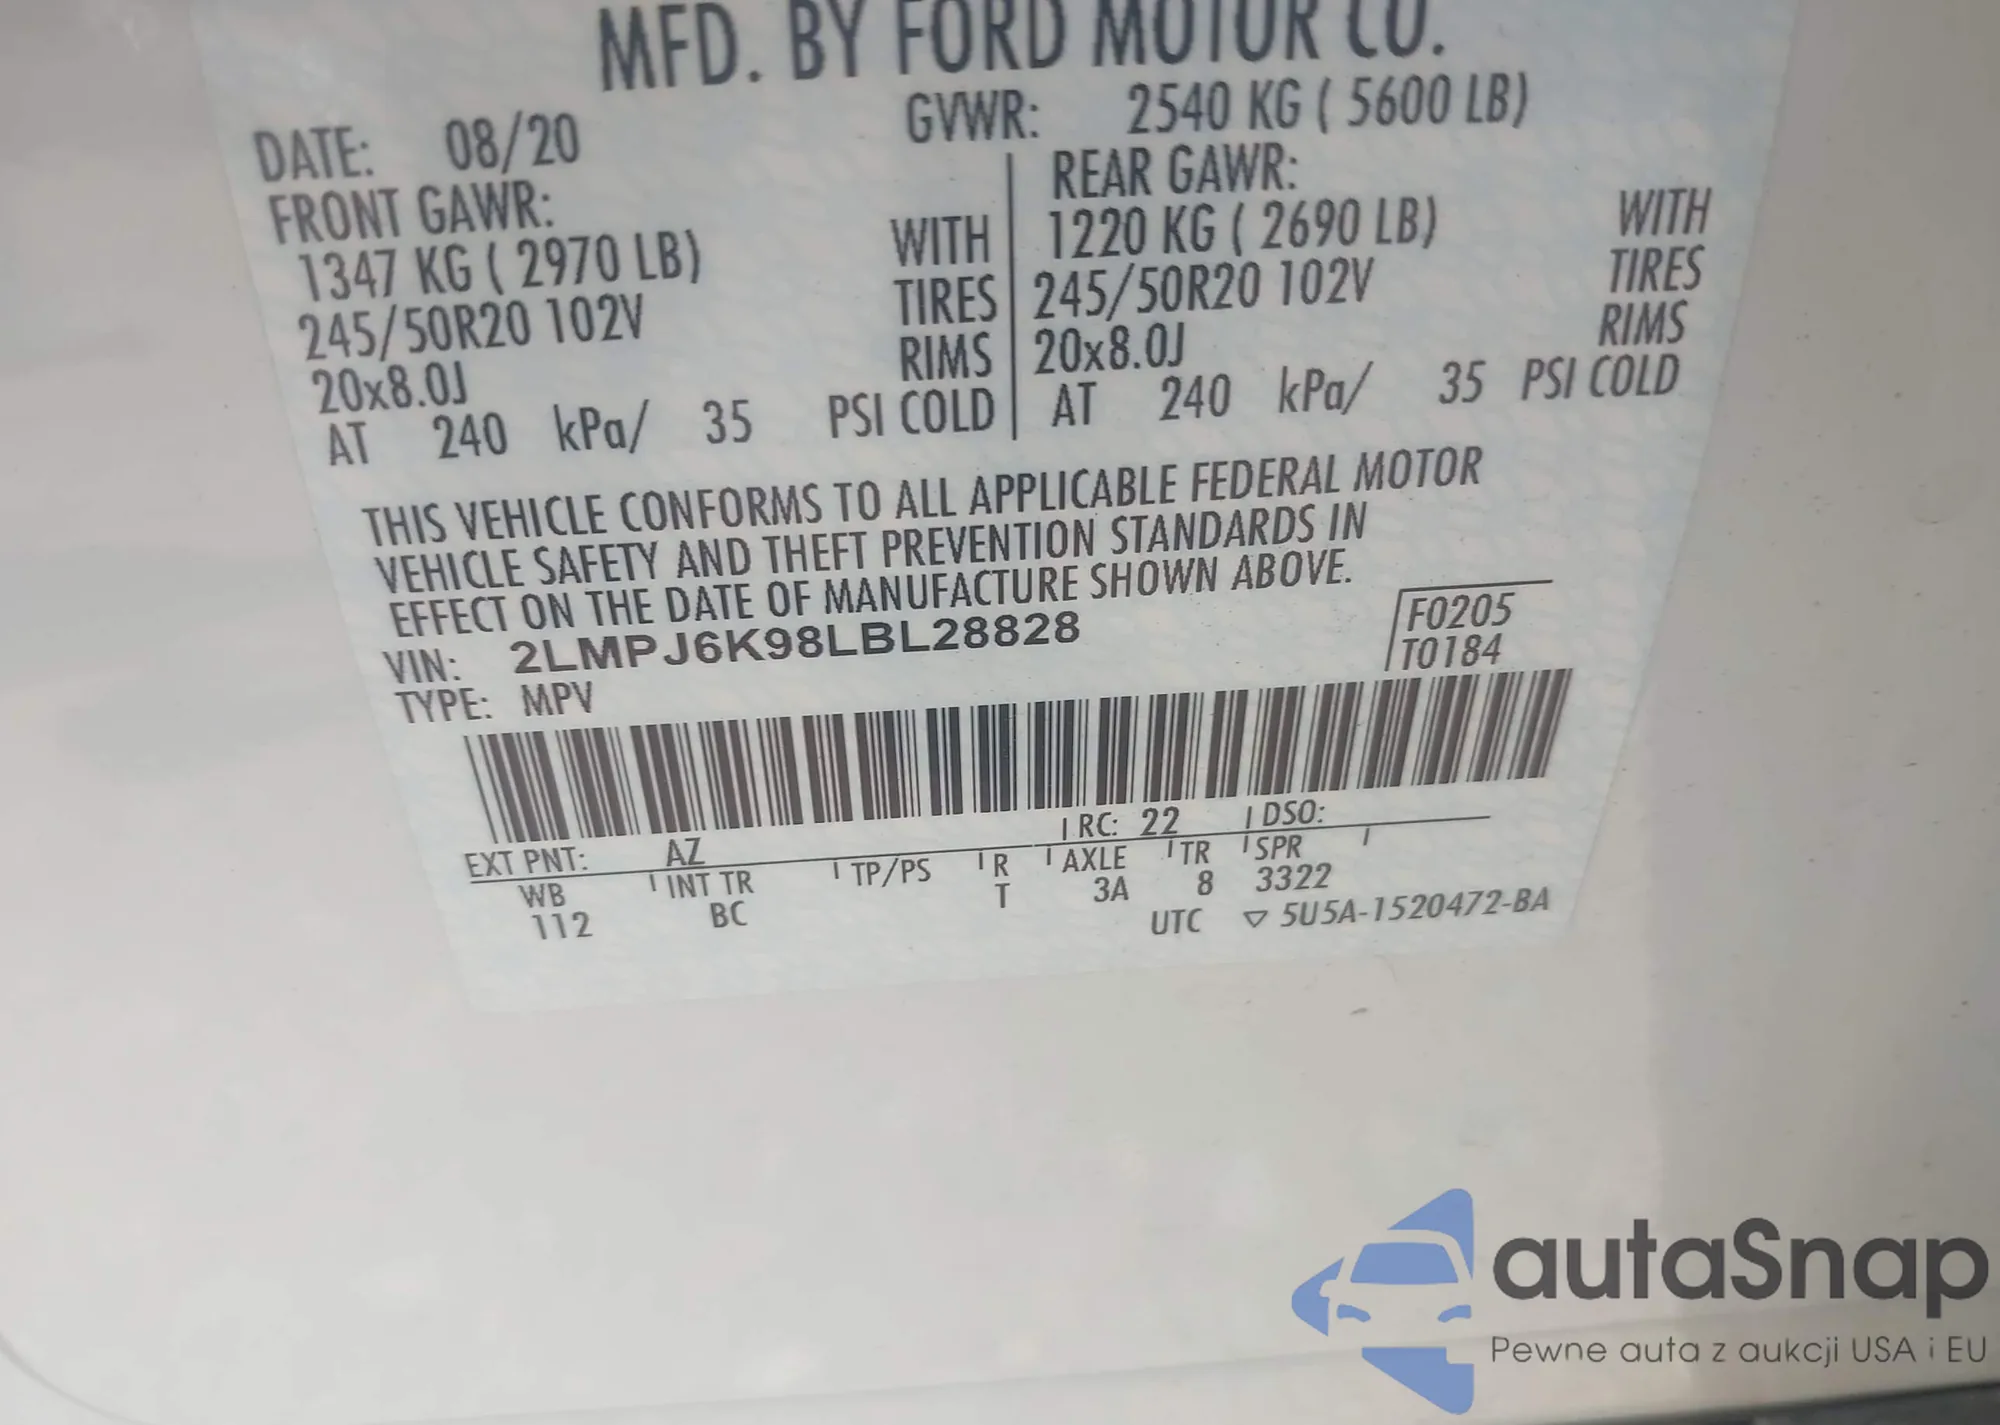 MFD. BY FORD MOTOR CO.
DATE: 08/20 GVWR: 2540 KG ( 5600 LB)
FRONT GAWR: REAR GAWR:
1347 KG ( 2970 LB) WITH 1220 KG ( 2690 LB) WITH
245/50R20 102V TIRES 245/50R20 102V TIRES
20x8.0J RIMS 20x8.0J RIMS
AT 240 kPa/ 35 PSI COLD AT 240 kPa/ 35 PSI COLD
THIS VEHICLE CONFORMS TO ALL APPLICABLE FEDERAL MOTOR
VEHICLE SAFETY AND THEFT PREVENTION STANDARDS IN
EFFECT ON THE DATE OF MANUFACTURE SHOWN ABOVE.
VIN: 2LMPJ6K98LBL28828 F0205
TYPE: MPV T0184
EXT PNT: AZ RC: 22 DSO:
WB INT TR TP/PS R AXLE TR SPR
112 BC T 3A 8 3322
UTC ▽ 5U5A-1520472-BA
autaSnap
Pewne auta z aukcji USA i EU